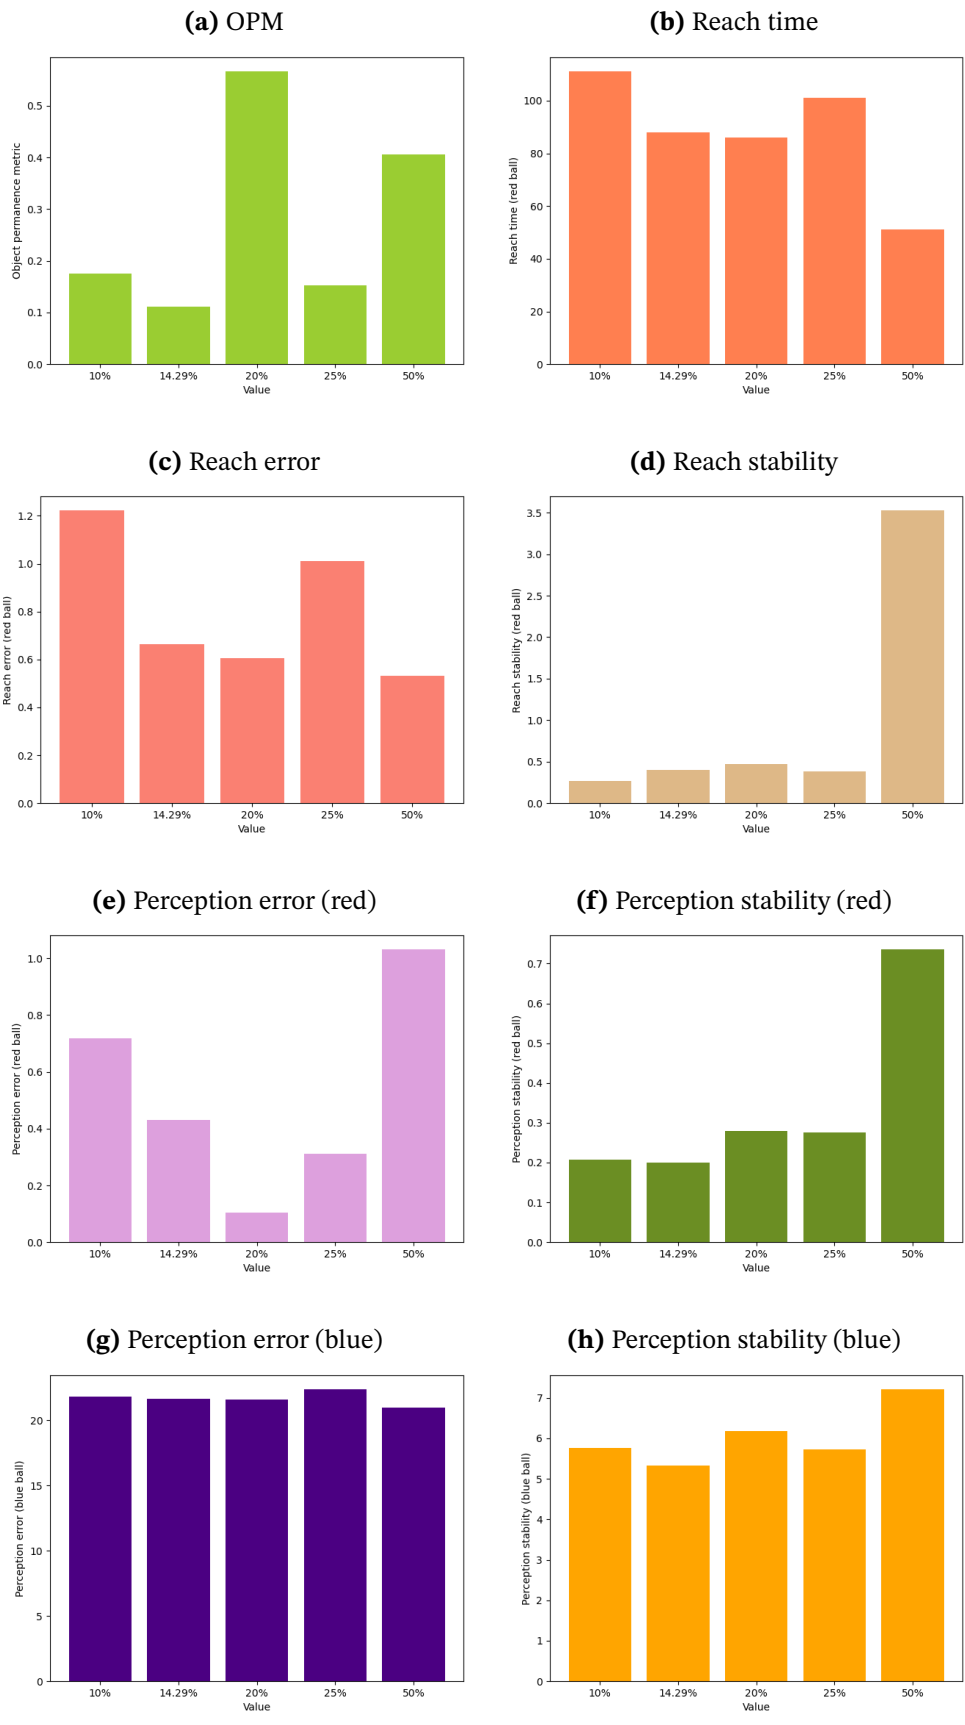 (a) OPM
Object permanence metric
0.5
0.4
0.3
0.2
0.1
0.0
10% 14.29% 20% 25% 50%
Value
(b) Reach time
Reach time (red ball)
100
80
60
40
20
0
10% 14.29% 20% 25% 50%
Value
(c) Reach error
Reach error (red ball)
1.2
1.0
0.8
0.6
0.4
0.2
0.0
10% 14.29% 20% 25% 50%
Value
(d) Reach stability
Reach stability (red ball)
3.5
3.0
2.5
2.0
1.5
1.0
0.5
0.0
10% 14.29% 20% 25% 50%
Value
(e) Perception error (red)
Perception error (red ball)
1.0
0.8
0.6
0.4
0.2
0.0
10% 14.29% 20% 25% 50%
Value
(f) Perception stability (red)
Perception stability (red ball)
0.7
0.6
0.5
0.4
0.3
0.2
0.1
0.0
10% 14.29% 20% 25% 50%
Value
(g) Perception error (blue)
Perception error (blue ball)
20
15
10
5
0
10% 14.29% 20% 25% 50%
Value
(h) Perception stability (blue)
Perception stability (blue ball)
7
6
5
4
3
2
1
0
10% 14.29% 20% 25% 50%
Value